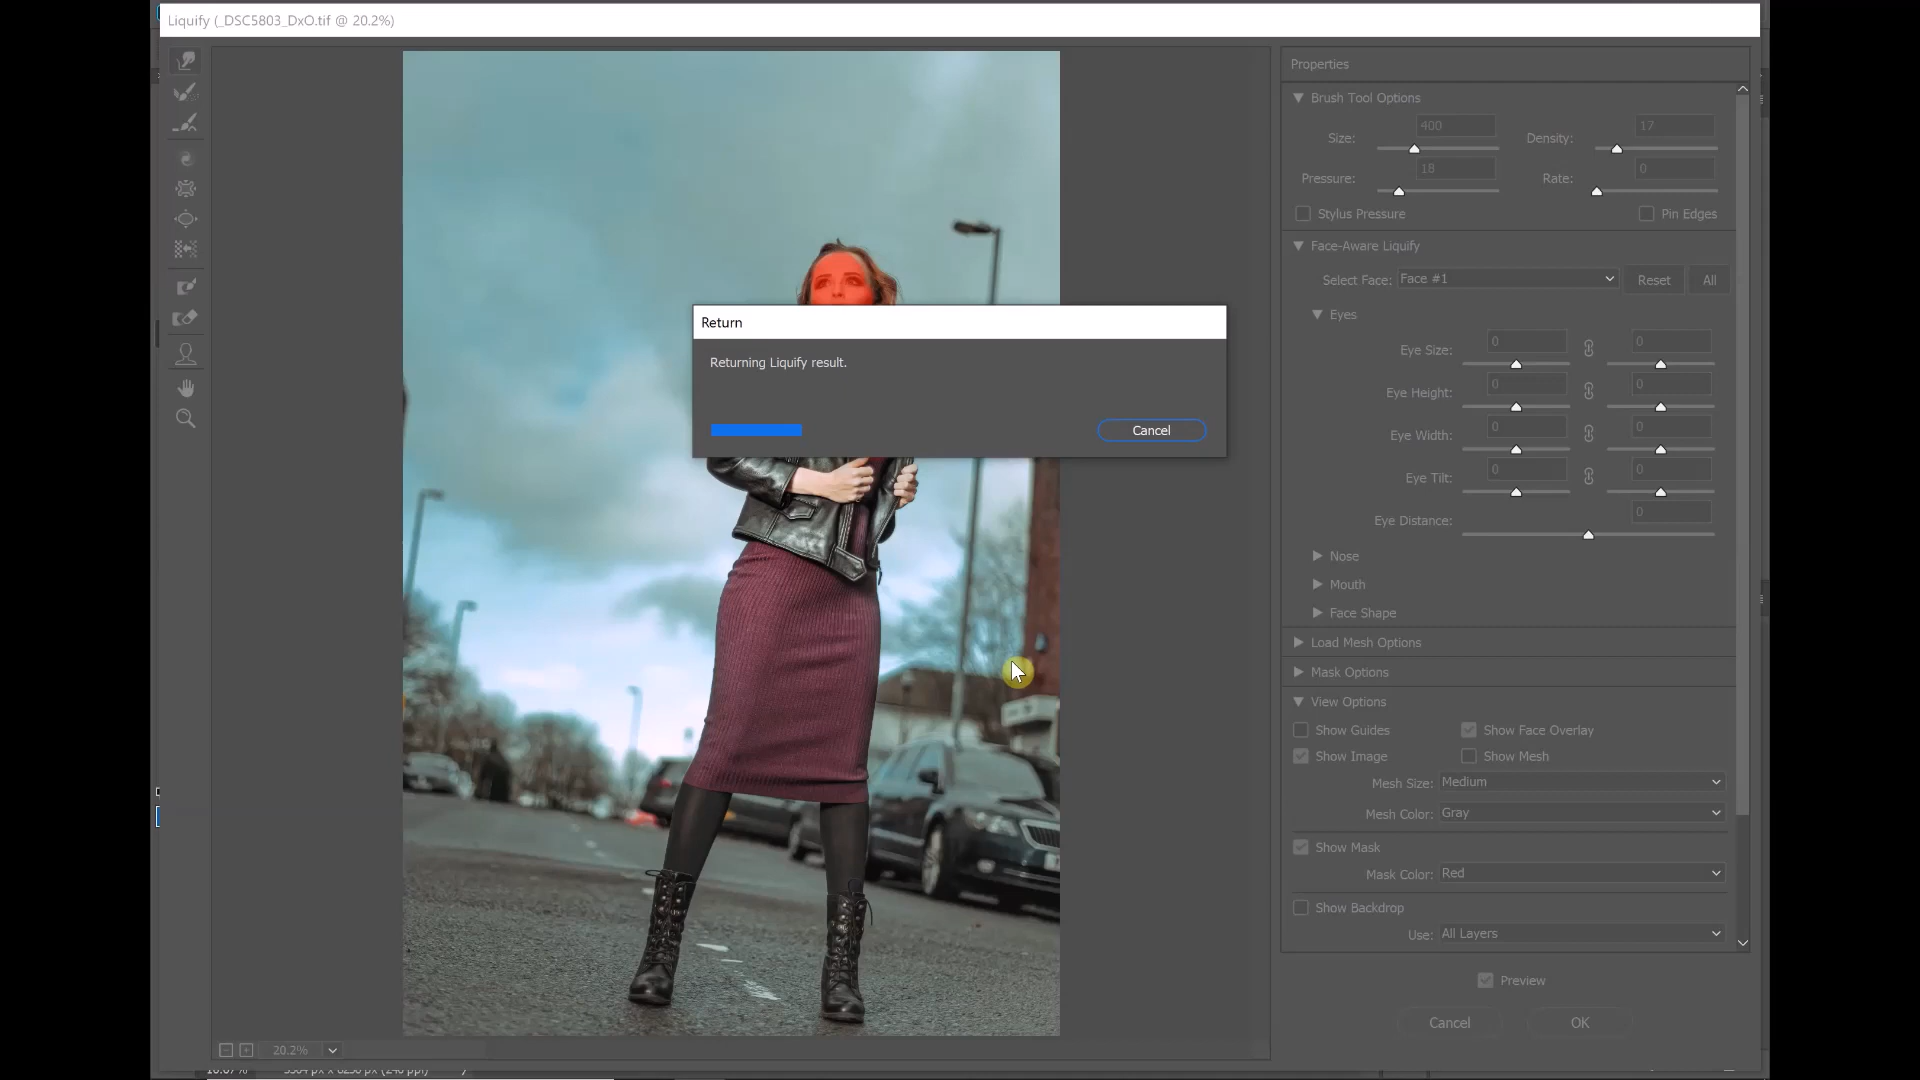 Liquify (_DSC5803_DxO.tif @ 20.2%)
Properties
Brush Tool Options
Size: 400
Density: 17
Pressure: 18
Rate: 0
Stylus Pressure
Pin Edges
Face-Aware Liquify
Select Face: Face #1
Reset
All
Eyes
Eye Size: 0 0
Eye Height: 0 0
Eye Width: 0 0
Eye Tilt: 0 0
Eye Distance: 0
Nose
Mouth
Face Shape
Load Mesh Options
Mask Options
View Options
Show Guides
Show Face Overlay
Show Image
Show Mesh
Mesh Size: Medium
Mesh Color: Gray
Show Mask
Mask Color: Red
Show Backdrop
Use: All Layers
Preview
Cancel
OK
Return
Returning Liquify result.
Cancel
20.2%